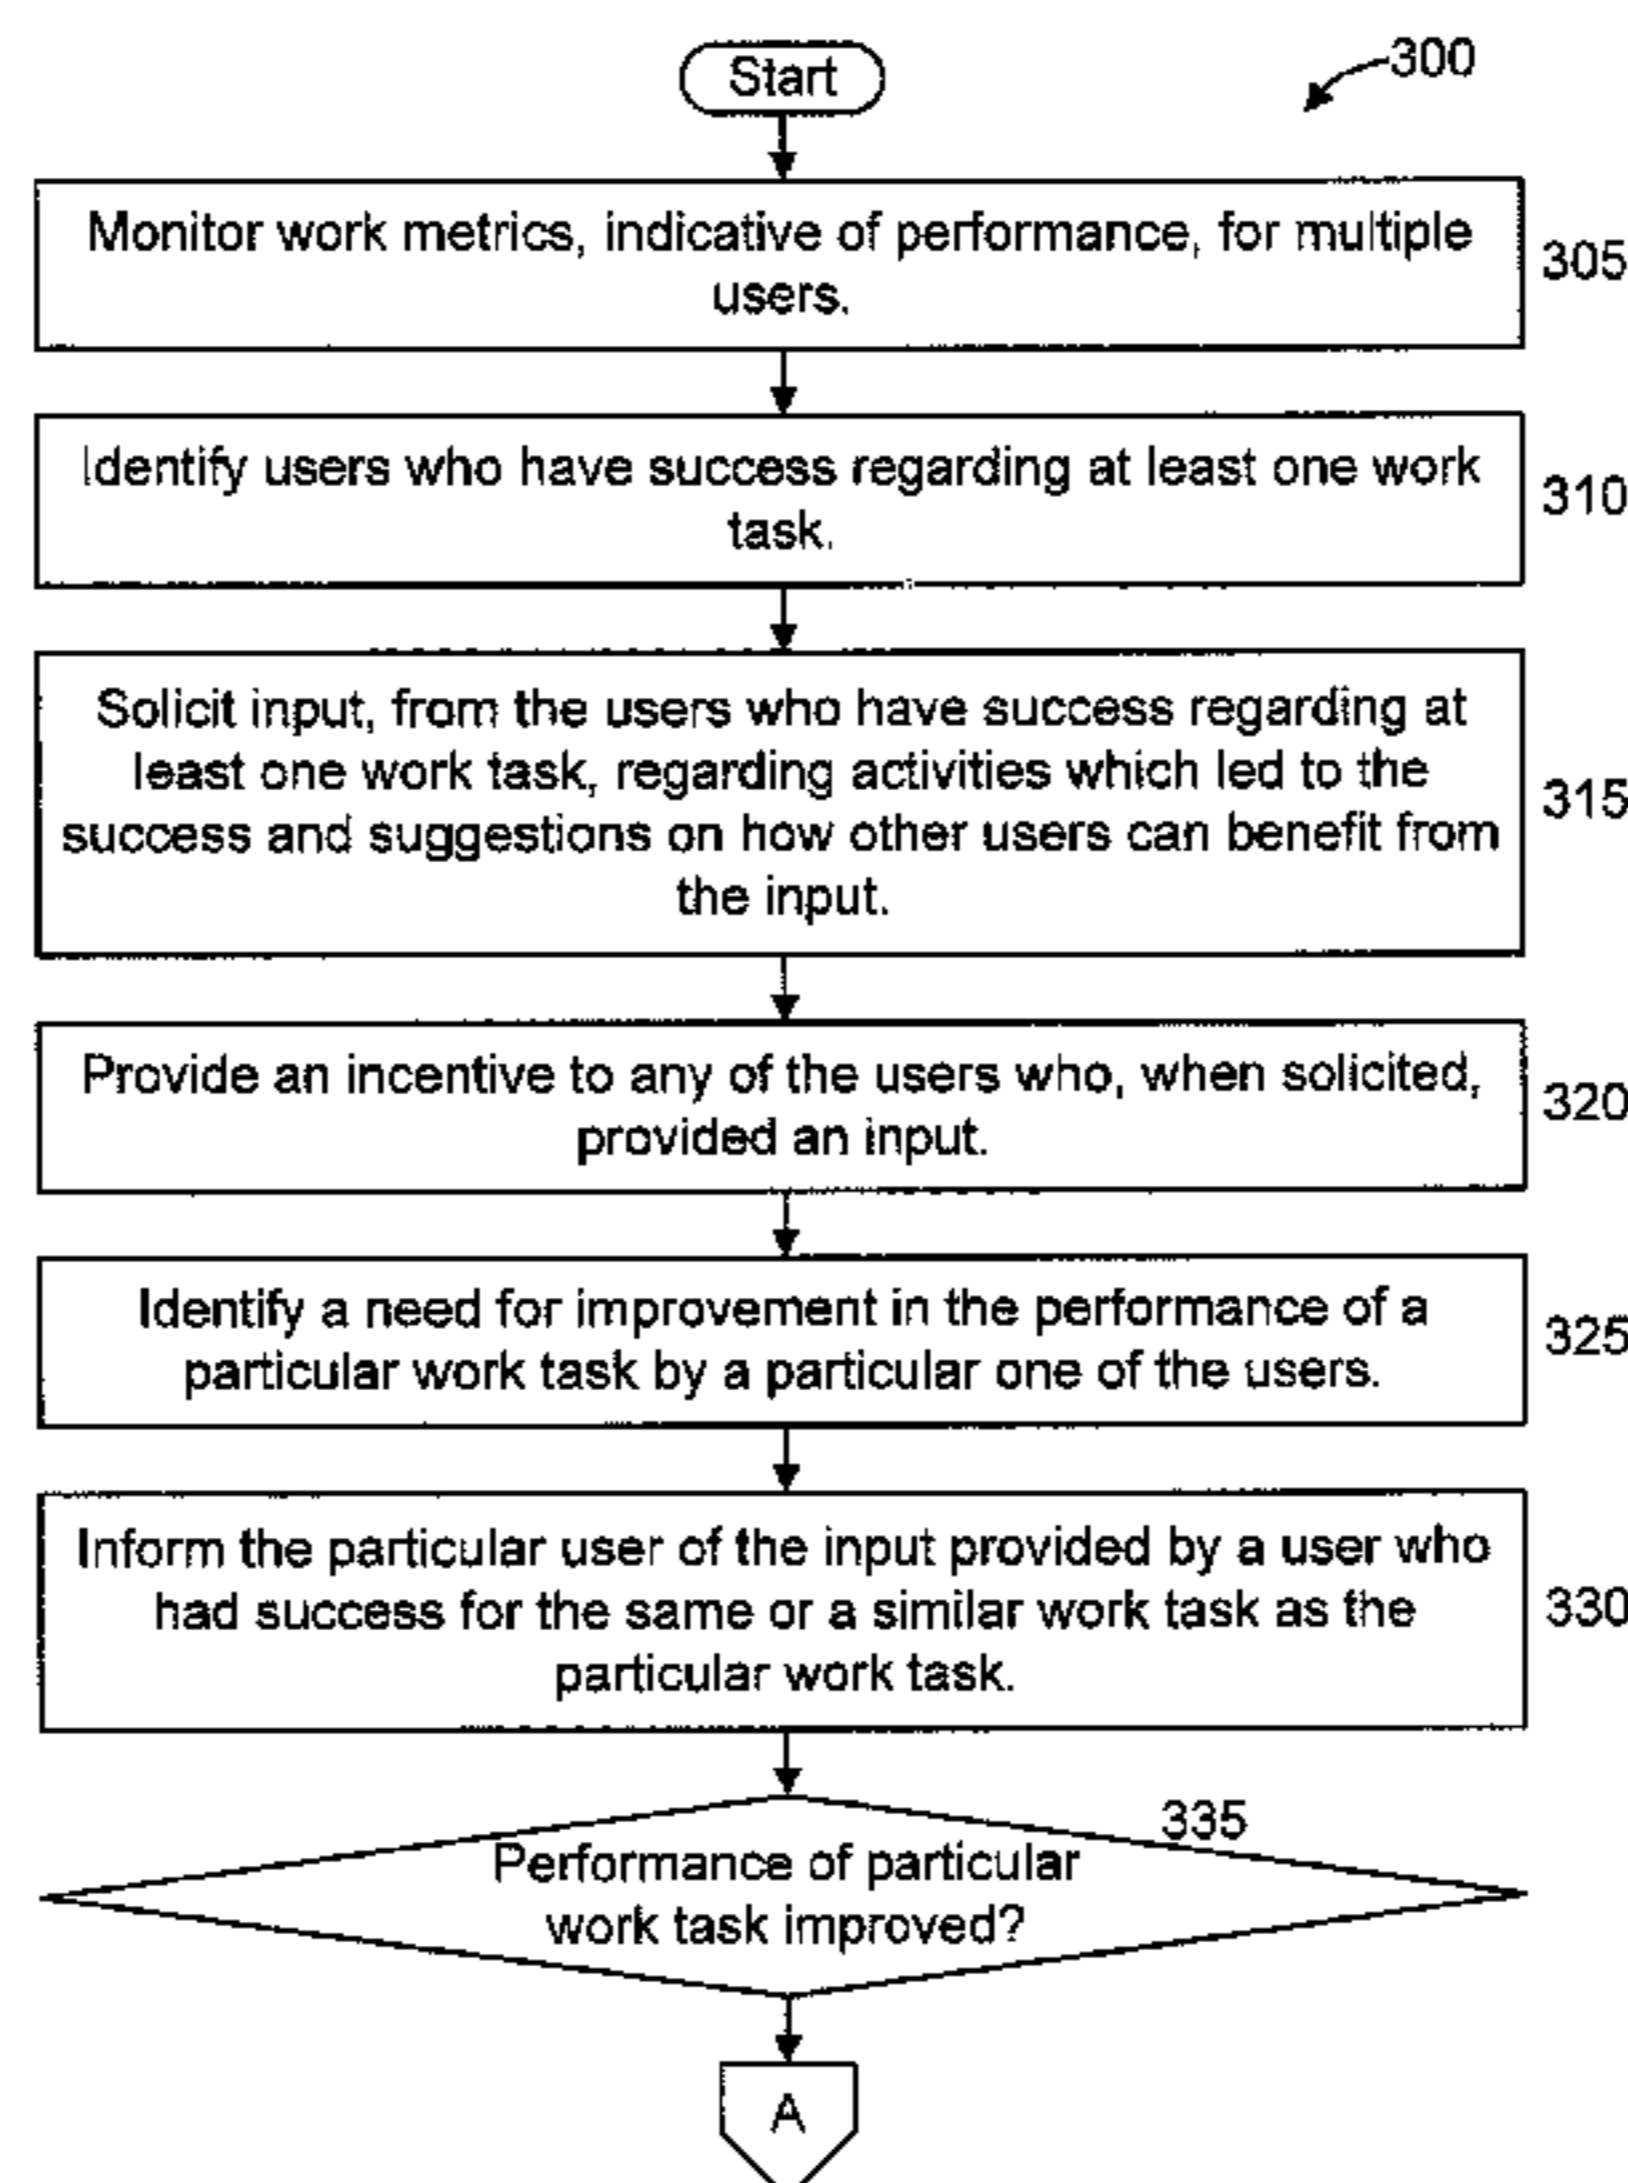 Start
300
Monitor work metrics, indicative of performance, for multiple
users.
305
Identify users who have success regarding at least one work
task.
310
Solicit input, from the users who have success regarding at
least one work task, regarding activities which led to the
success and suggestions on how other users can benefit from
the input.
315
Provide an incentive to any of the users who, when solicited,
provided an input.
320
Identify a need for improvement in the performance of a
particular work task by a particular one of the users.
325
Inform the particular user of the input provided by a user who
had success for the same or a similar work task as the
particular work task.
330
335
Performance of particular
work task improved?
A